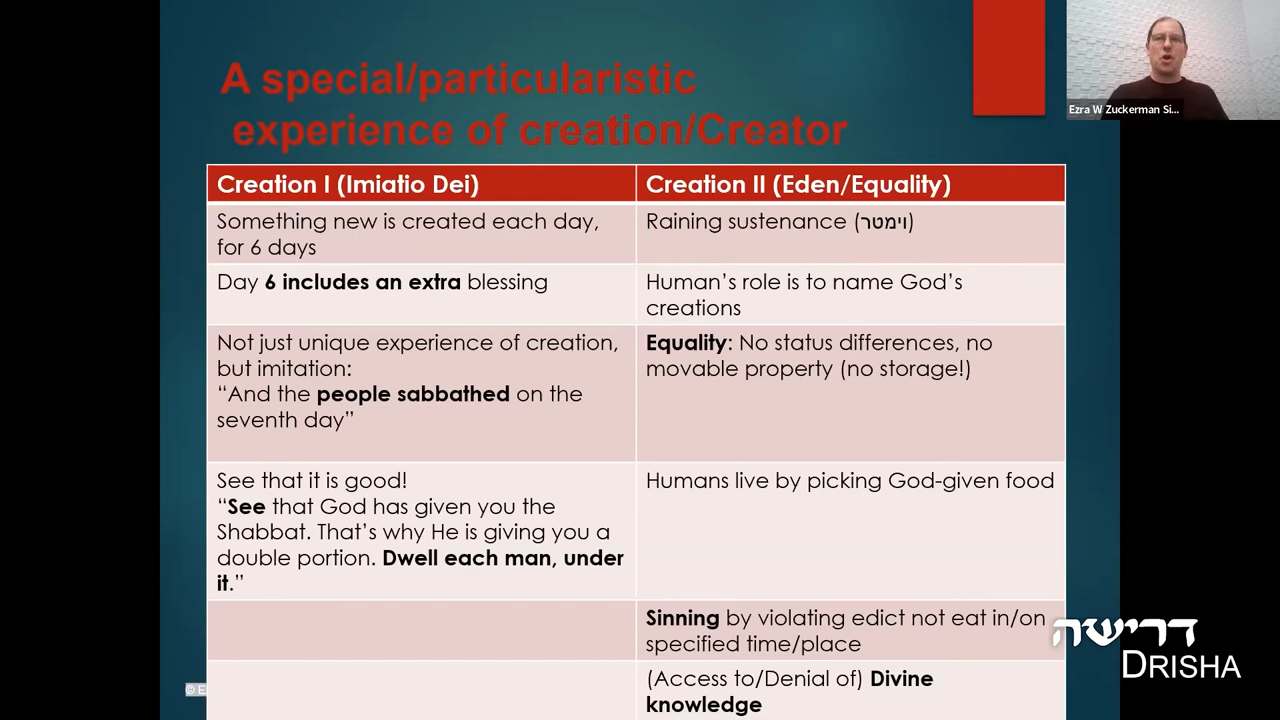 A special/particularistic
experience of creation/Creator
Ezra W Zuckerman Si...
Creation I (Imiatio Dei)
Creation II (Eden/Equality)
Something new is created each day,
for 6 days
Raining sustenance (וימטר)
Day 6 includes an extra blessing
Human's role is to name God's
creations
Not just unique experience of creation,
but imitation:
“And the people sabbathed on the
seventh day”
Equality: No status differences, no
movable property (no storage!)
See that it is good!
“See that God has given you the
Shabbat. That's why He is giving you a
double portion. Dwell each man, under
it.”
Humans live by picking God-given food
Sinning by violating edict not eat in/on
specified time/place
(Access to/Denial of) Divine
knowledge
© E
דרישה
DRISHA